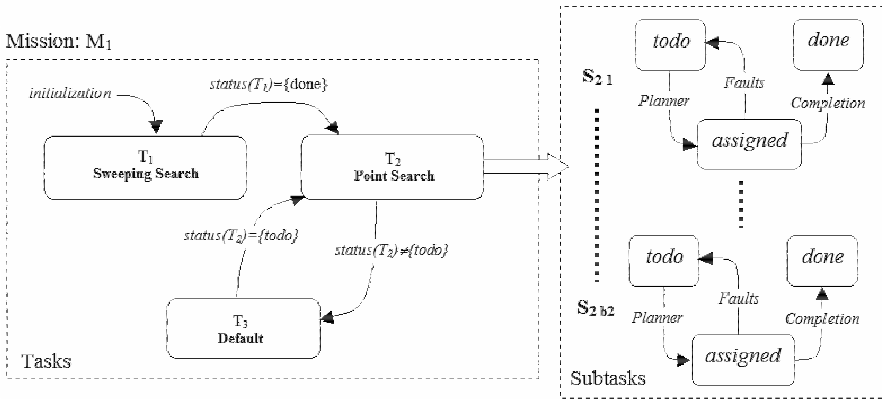 Mission: M1
initialization
status(T1)={done}
T1
Sweeping Search
T2
Point Search
status(T2)={todo}
status(T2)≠{todo}
T3
Default
Tasks
S2 1
todo
done
Planner
Faults
Completion
assigned
S2 b2
todo
done
Planner
Faults
Completion
assigned
Subtasks